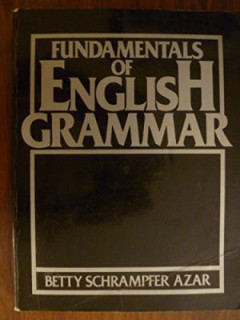 FUNDAMENTALS
OF
ENGLISH
GRAMMAR
BETTY SCHRAMPFER AZAR